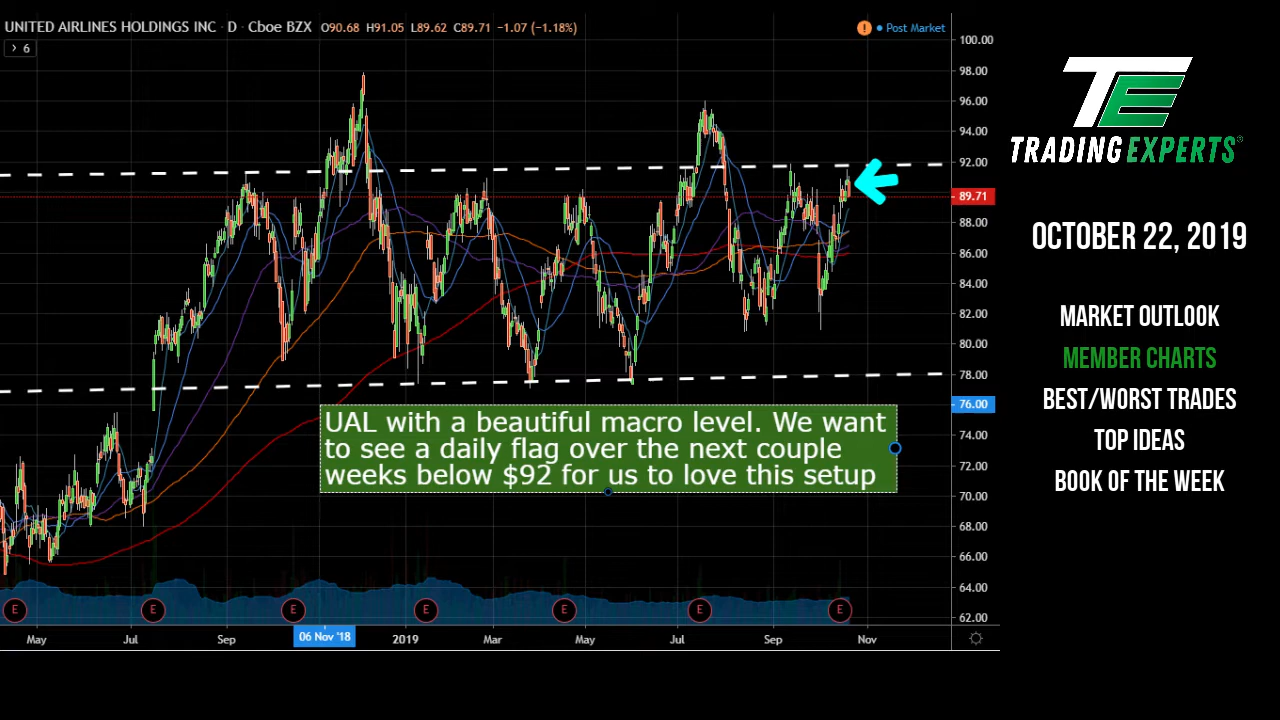 UNITED AIRLINES HOLDINGS INC · D · Cboe BZX O90.68 H91.05 L89.62 C89.71 −1.07 (−1.18%)
! Post Market
6
100.00
98.00
96.00
94.00
92.00
89.71
88.00
86.00
84.00
82.00
80.00
78.00
76.00
74.00
72.00
70.00
68.00
66.00
64.00
62.00
UAL with a beautiful macro level. We want
to see a daily flag over the next couple
weeks below $92 for us to love this setup
E E E E E E E
May Jul Sep 06 Nov '18 2019 Mar May Jul Sep Nov
TE
TRADING EXPERTS®
OCTOBER 22, 2019
MARKET OUTLOOK
MEMBER CHARTS
BEST/WORST TRADES
TOP IDEAS
BOOK OF THE WEEK